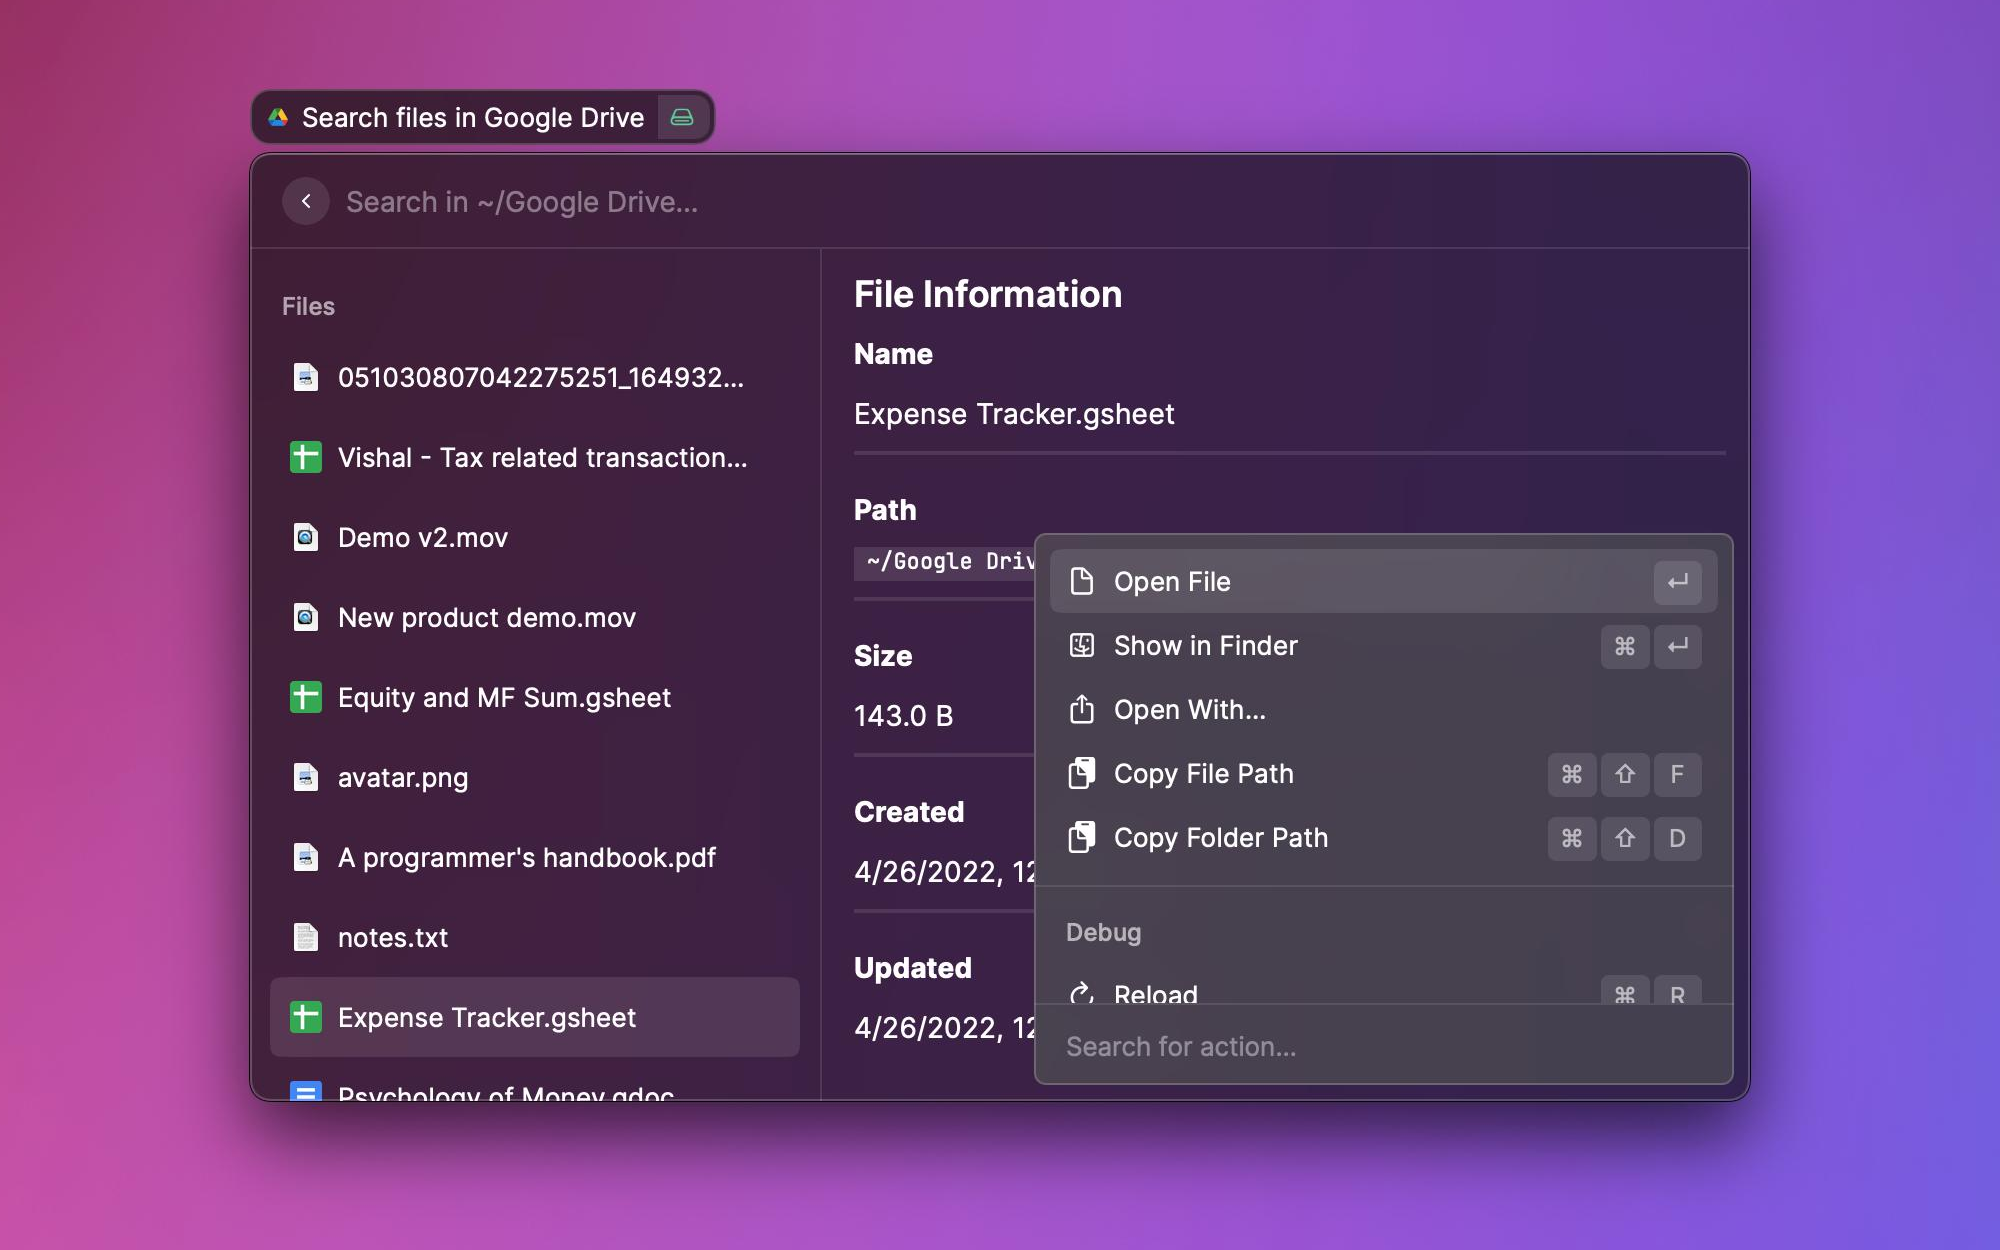 Search files in Google Drive
Search in ~/Google Drive...
Files
051030807042275251_164932...
Vishal - Tax related transaction...
Demo v2.mov
New product demo.mov
Equity and MF Sum.gsheet
avatar.png
A programmer's handbook.pdf
notes.txt
Expense Tracker.gsheet
Psychology of Money.gdoc
File Information
Name
Expense Tracker.gsheet
Path
~/Google Driv
Size
143.0 B
Created
4/26/2022, 12
Updated
4/26/2022, 12
Open File ↵
Show in Finder ⌘ ↵
Open With...
Copy File Path ⌘ ⇧ F
Copy Folder Path ⌘ ⇧ D
Debug
Reload ⌘ R
Search for action...